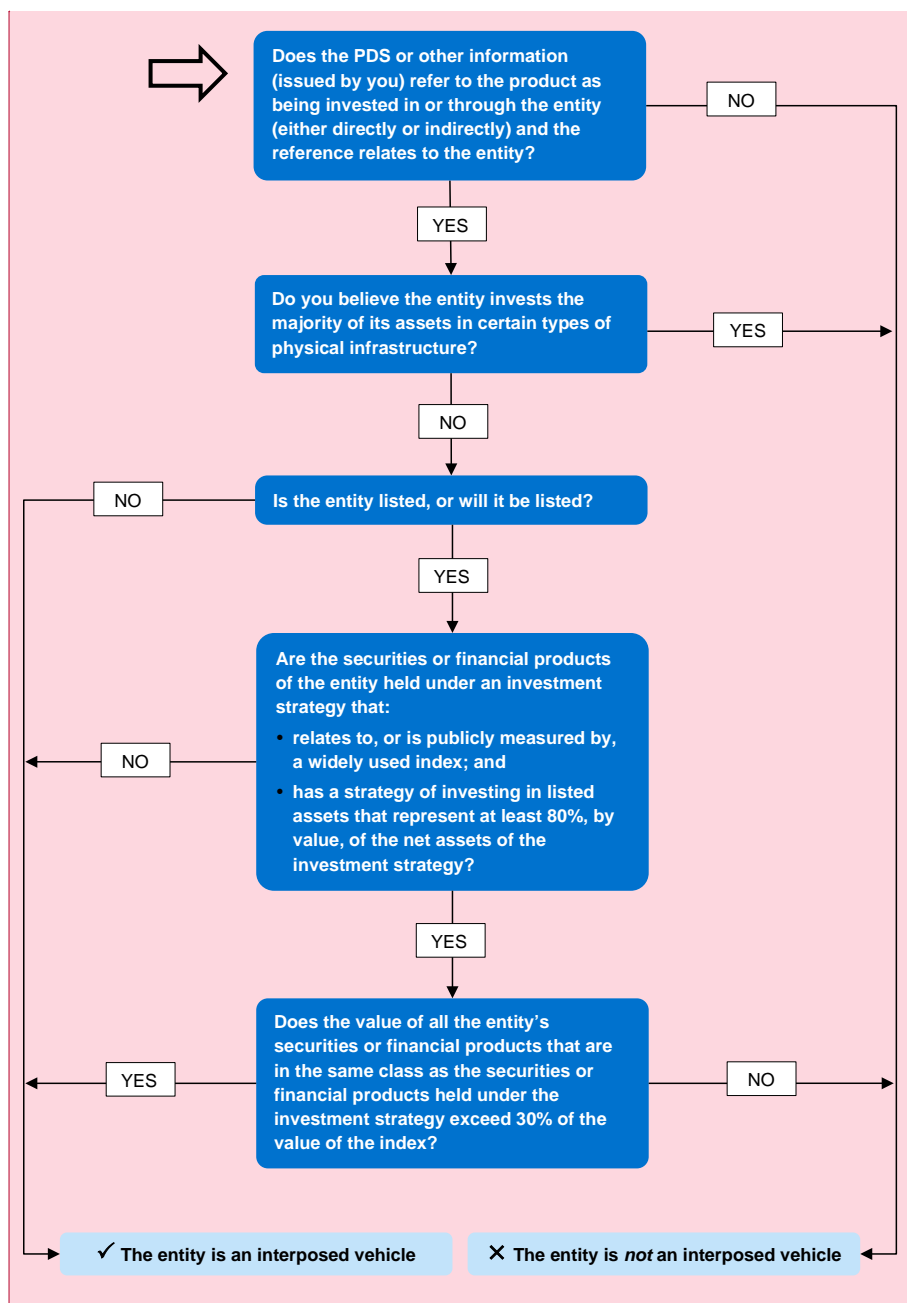 Does the PDS or other information
(issued by you) refer to the product as
being invested in or through the entity
(either directly or indirectly) and the
reference relates to the entity?
NO
YES
Do you believe the entity invests the
majority of its assets in certain types of
physical infrastructure?
YES
NO
NO
Is the entity listed, or will it be listed?
YES
Are the securities or financial products
of the entity held under an investment
strategy that:
• relates to, or is publicly measured by,
a widely used index; and
• has a strategy of investing in listed
assets that represent at least 80%, by
value, of the net assets of the
investment strategy?
NO
YES
Does the value of all the entity’s
securities or financial products that are
in the same class as the securities or
financial products held under the
investment strategy exceed 30% of the
value of the index?
YES
NO
✓ The entity is an interposed vehicle
✕ The entity is not an interposed vehicle